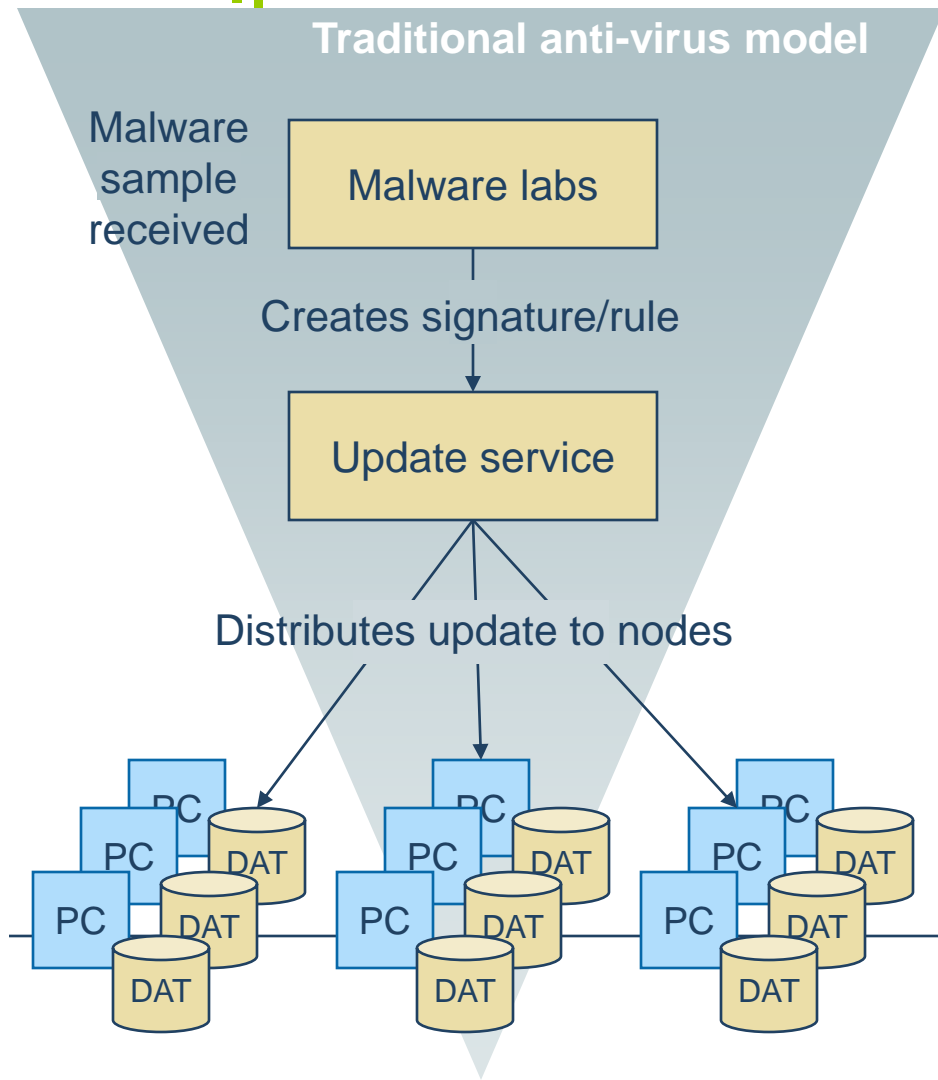 Traditional anti-virus model
Malware
sample
received
Malware labs
Creates signature/rule
Update service
Distributes update to nodes
PC
PC
PC
PC
DAT
PC
DAT
PC
DAT
PC
DAT
PC
DAT
PC
DAT
PC
DAT
DAT
DAT